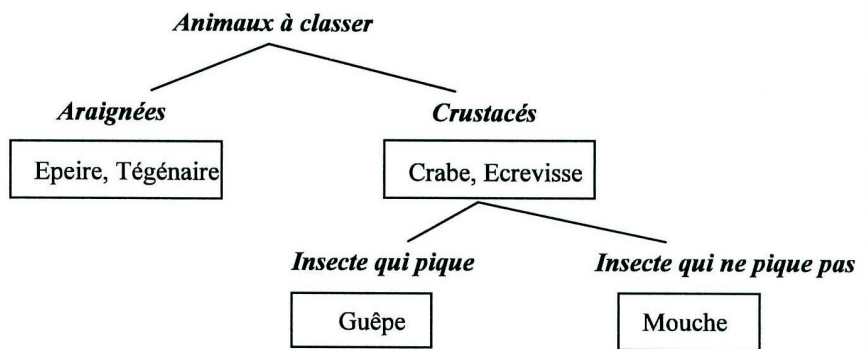 Animaux à classer
Araignées Crustacés
Epeire, Tégénaire Crabe, Ecrevisse
Insecte qui pique Insecte qui ne pique pas
Guêpe Mouche